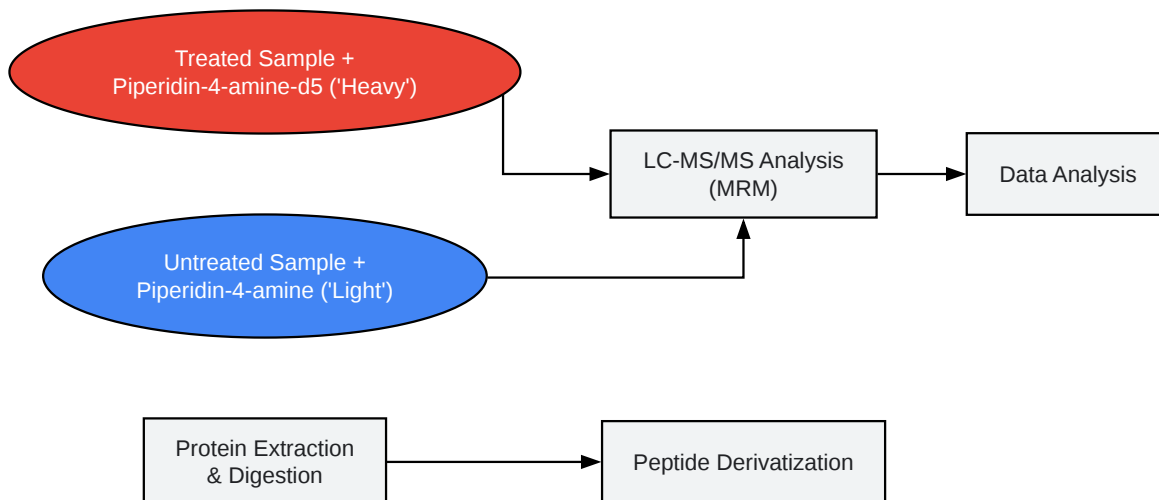 Treated Sample +
Piperidin-4-amine-d5 ('Heavy')
LC-MS/MS Analysis
(MRM)
Data Analysis
Untreated Sample +
Piperidin-4-amine ('Light')
Protein Extraction
& Digestion
Peptide Derivatization